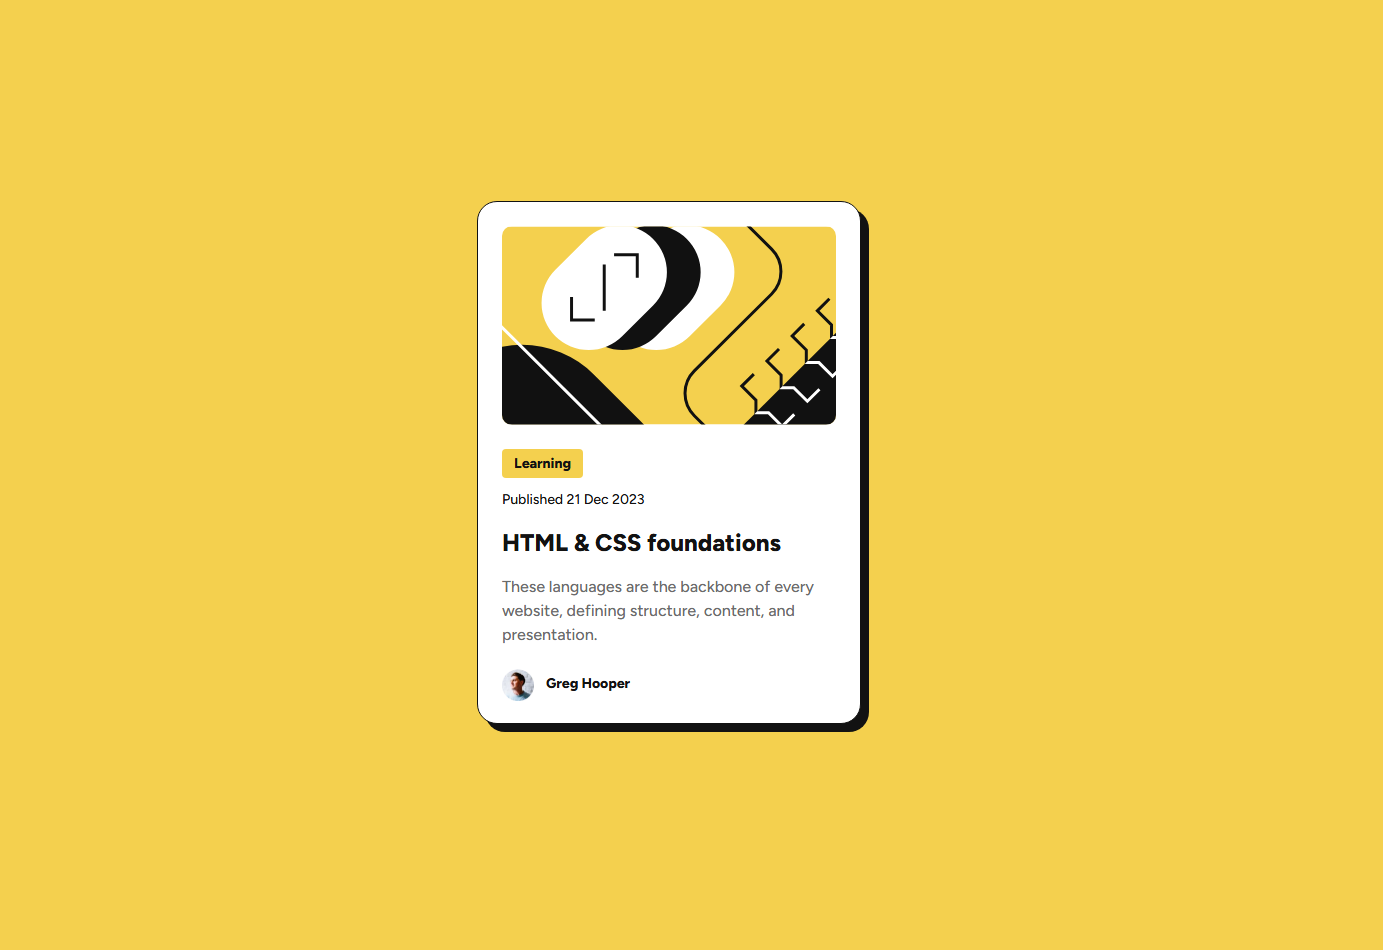 Learning
Published 21 Dec 2023
HTML & CSS foundations
These languages are the backbone of every
website, defining structure, content, and
presentation.
Greg Hooper